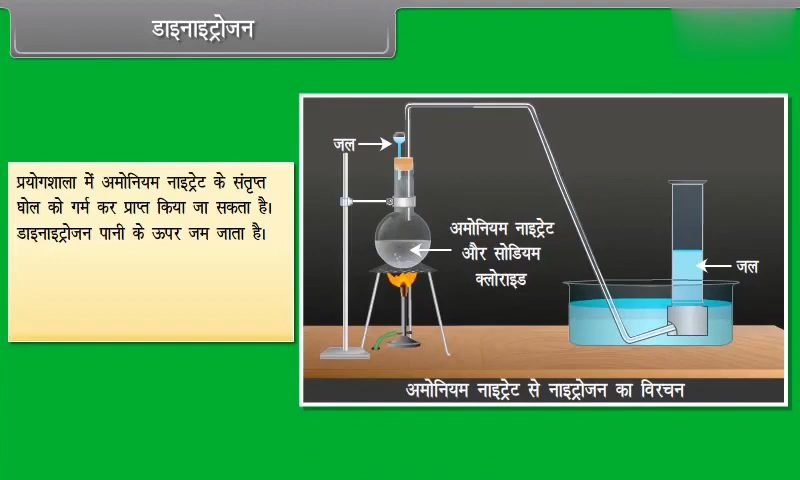 डाइनाइट्रोजन
प्रयोगशाला में अमोनियम नाइट्रेट के संतृप्त
घोल को गर्म कर प्राप्त किया जा सकता है।
डाइनाइट्रोजन पानी के ऊपर जम जाता है।
जल
अमोनियम नाइट्रेट
और सोडियम
क्लोराइड
जल
अमोनियम नाइट्रेट से नाइट्रोजन का विरचन